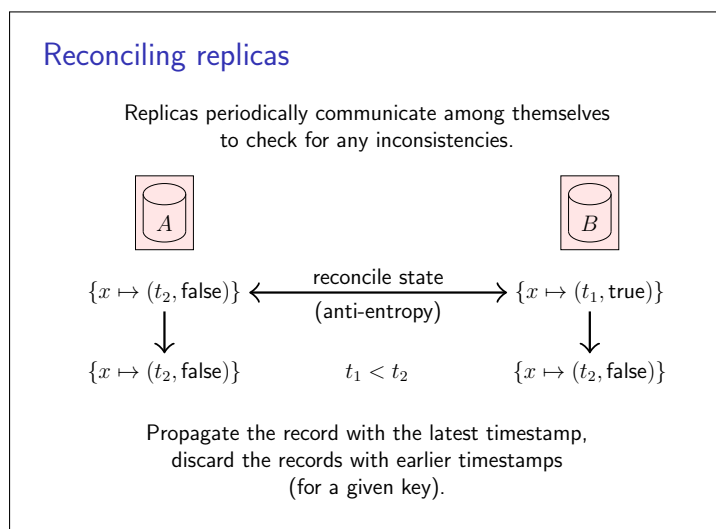 Reconciling replicas
Replicas periodically communicate among themselves
to check for any inconsistencies.
A
B
{x ↦ (t₂, false)}
reconcile state
(anti-entropy)
{x ↦ (t₁, true)}
{x ↦ (t₂, false)}
t₁ < t₂
{x ↦ (t₂, false)}
Propagate the record with the latest timestamp,
discard the records with earlier timestamps
(for a given key).